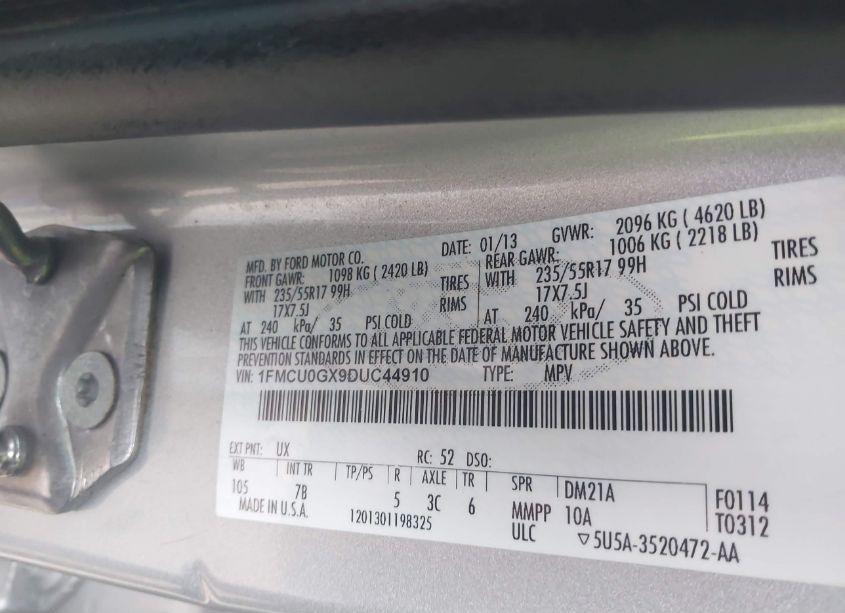 MFD. BY FORD MOTOR CO. DATE: 01/13 GVWR: 2096 KG ( 4620 LB)
FRONT GAWR: 1098 KG ( 2420 LB) REAR GAWR: 1006 KG ( 2218 LB)
WITH 235/55R17 99H TIRES WITH 235/55R17 99H TIRES
17X7.5J RIMS 17X7.5J RIMS
AT 240 kPa/ 35 PSI COLD AT 240 kPa/ 35 PSI COLD
THIS VEHICLE CONFORMS TO ALL APPLICABLE FEDERAL MOTOR VEHICLE SAFETY AND THEFT
PREVENTION STANDARDS IN EFFECT ON THE DATE OF MANUFACTURE SHOWN ABOVE.
VIN: 1FMCU0GX9DUC44910 TYPE: MPV
EXT PNT: UX RC: 52 DSO:
WB INT TR TP/PS R AXLE TR SPR DM21A F0114
105 7B 5 3C 6 MMPP 10A T0312
MADE IN U.S.A. 1201301198325 ULC ▽5U5A-3520472-AA